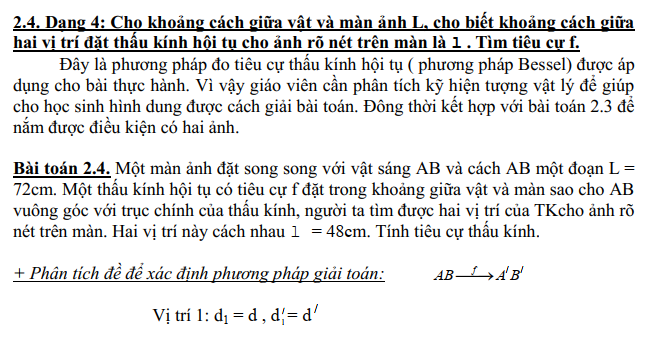 2.4. Dạng 4: Cho khoảng cách giữa vật và màn ảnh L, cho biết khoảng cách giữa
hai vị trí đặt thấu kính hội tụ cho ảnh rõ nét trên màn là l . Tìm tiêu cự f.
Đây là phương pháp đo tiêu cự thấu kính hội tụ ( phương pháp Bessel) được áp
dụng cho bài thực hành. Vì vậy giáo viên cần phân tích kỹ hiện tượng vật lý để giúp
cho học sinh hình dung được cách giải bài toán. Đông thời kết hợp với bài toán 2.3 để
nắm được điều kiện có hai ảnh.
Bài toán 2.4. Một màn ảnh đặt song song với vật sáng AB và cách AB một đoạn L =
72cm. Một thấu kính hội tụ có tiêu cự f đặt trong khoảng giữa vật và màn sao cho AB
vuông góc với trục chính của thấu kính, người ta tìm được hai vị trí của TKcho ảnh rõ
nét trên màn. Hai vị trí này cách nhau l = 48cm. Tính tiêu cự thấu kính.
+ Phân tích đề để xác định phương pháp giải toán: AB —f→ A/B/
Vị trí 1: d₁ = d , d₁/= d/